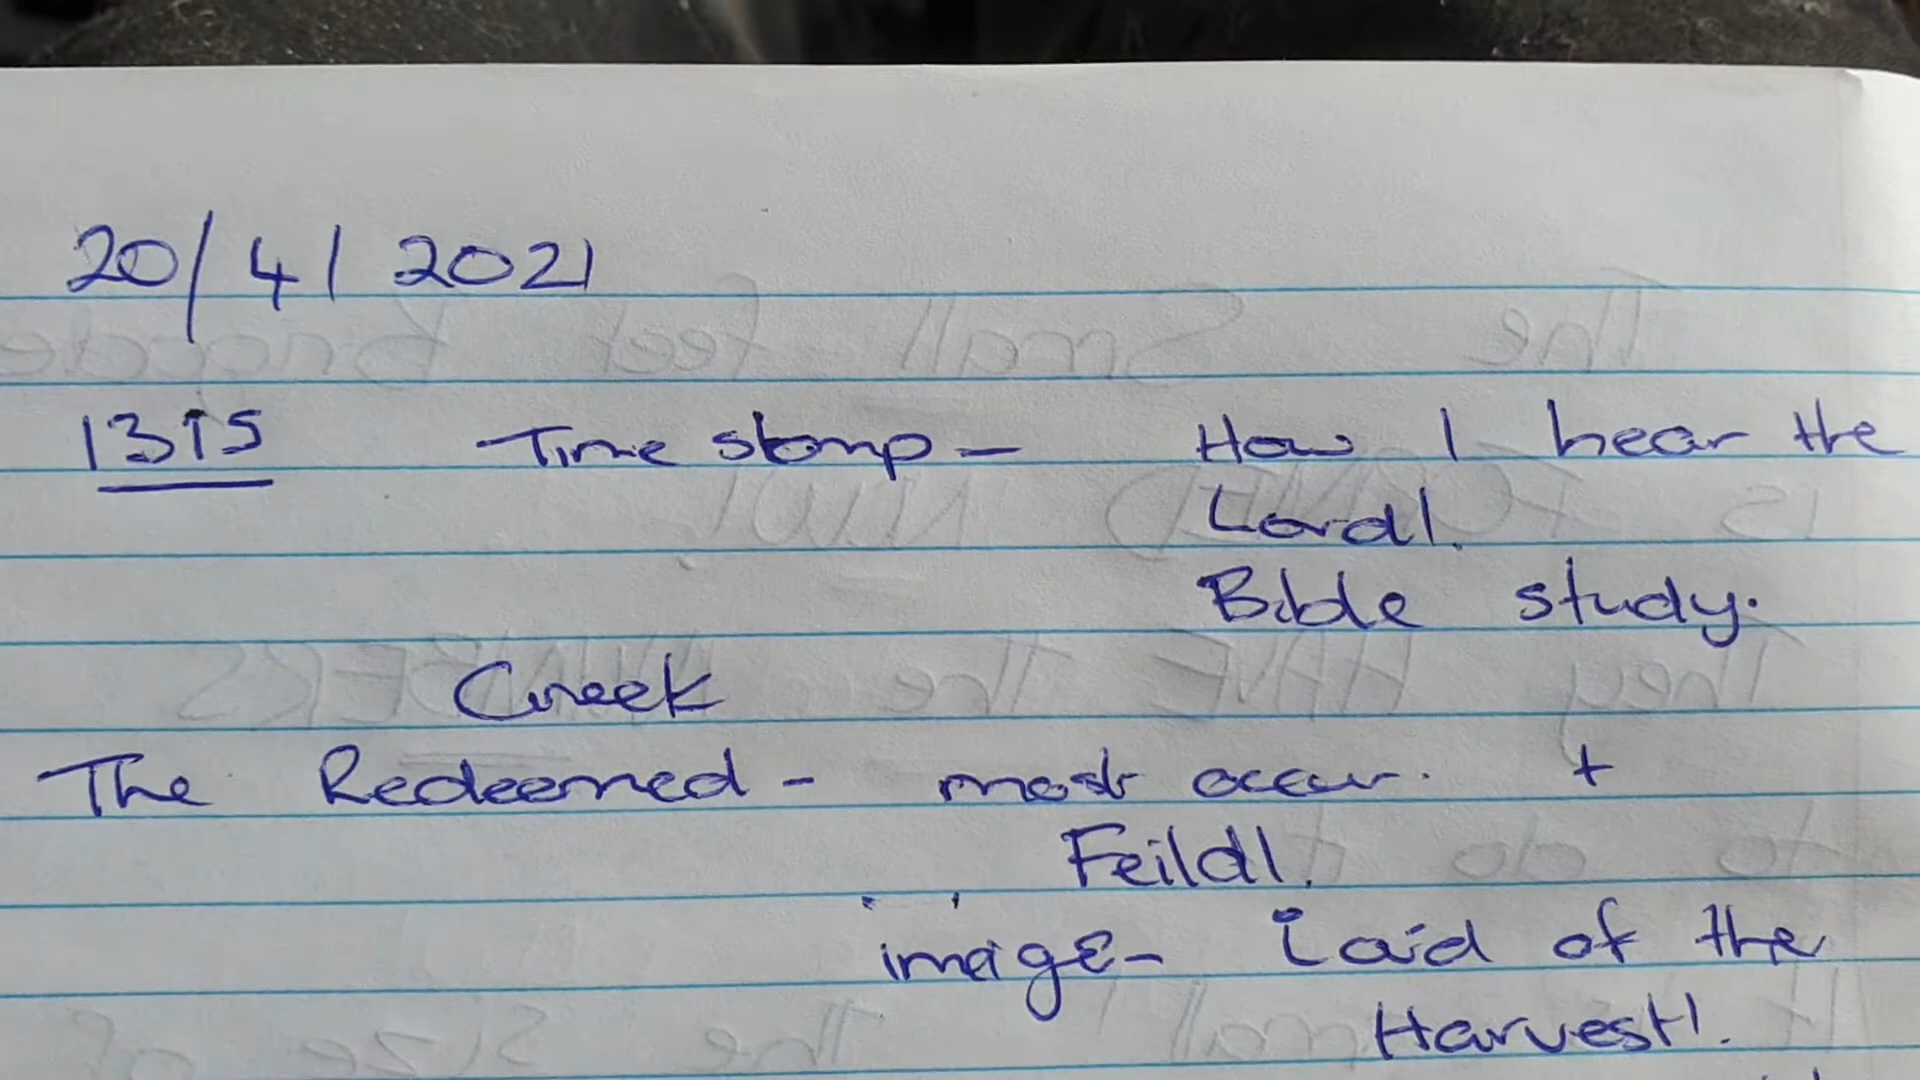 20/4/2021
1315 Time stamp - How I hear the
Lord!
Bible study.
Greek
The Redeemed - most occur. +
Feild!
image - Laid of the
Harvest!